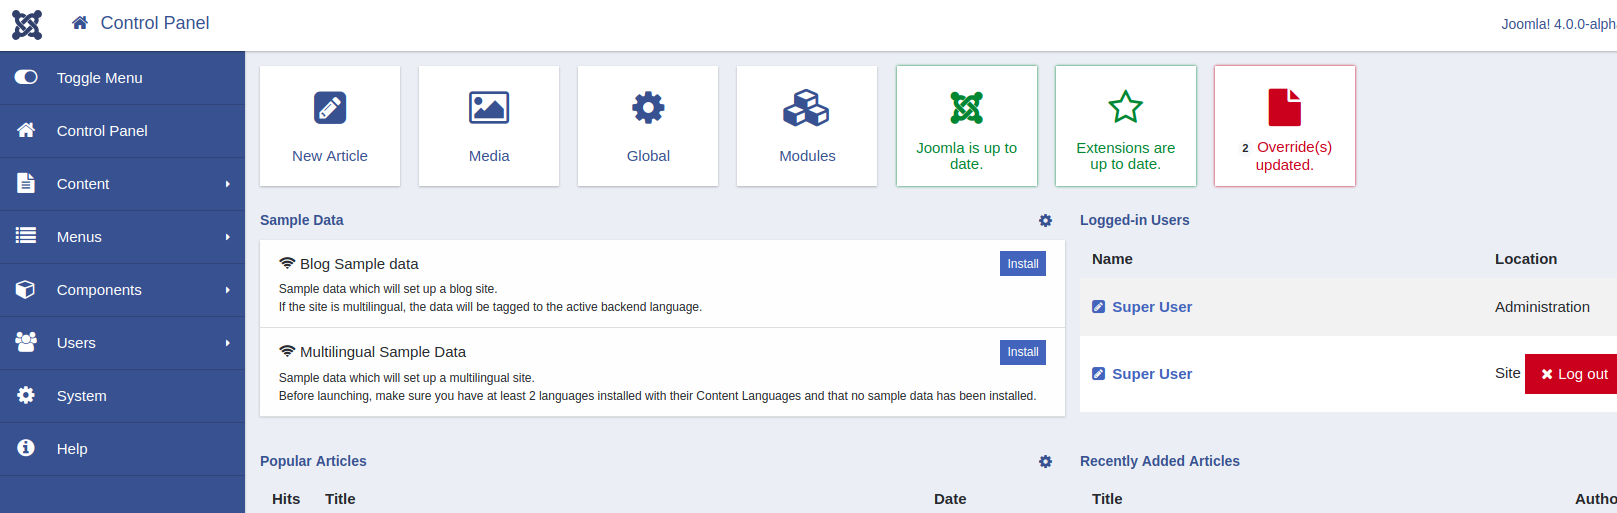 Control Panel
Joomla! 4.0.0-alpha
Toggle Menu
Control Panel
Content
Menus
Components
Users
System
Help
New Article
Media
Global
Modules
Joomla is up to
date.
Extensions are
up to date.
2 Override(s)
updated.
Sample Data
Blog Sample data
Install
Sample data which will set up a blog site.
If the site is multilingual, the data will be tagged to the active backend language.
Multilingual Sample Data
Install
Sample data which will set up a multilingual site.
Before launching, make sure you have at least 2 languages installed with their Content Languages and that no sample data has been installed.
Logged-in Users
Name Location
Super User Administration
Super User Site Log out
Popular Articles
Hits Title Date
Recently Added Articles
Title Autho